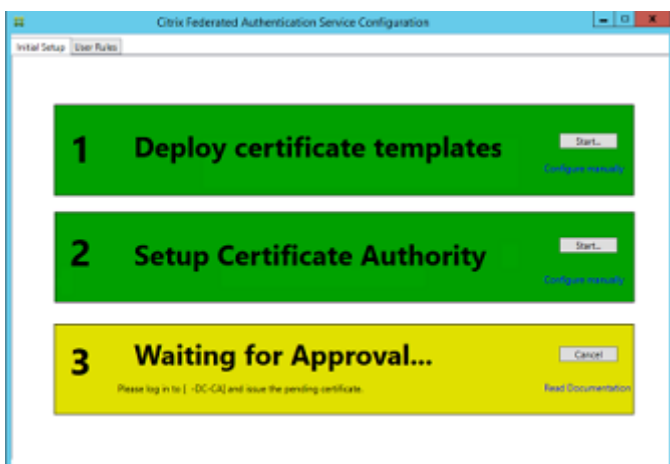 Citrix Federated Authentication Service Configuration
Initial Setup User Rules
1 Deploy certificate templates Start...
Configure manually
2 Setup Certificate Authority Start...
Configure manually
3 Waiting for Approval... Cancel
Please log in to [ -DC-CA] and issue the pending certificate. Read Documentation